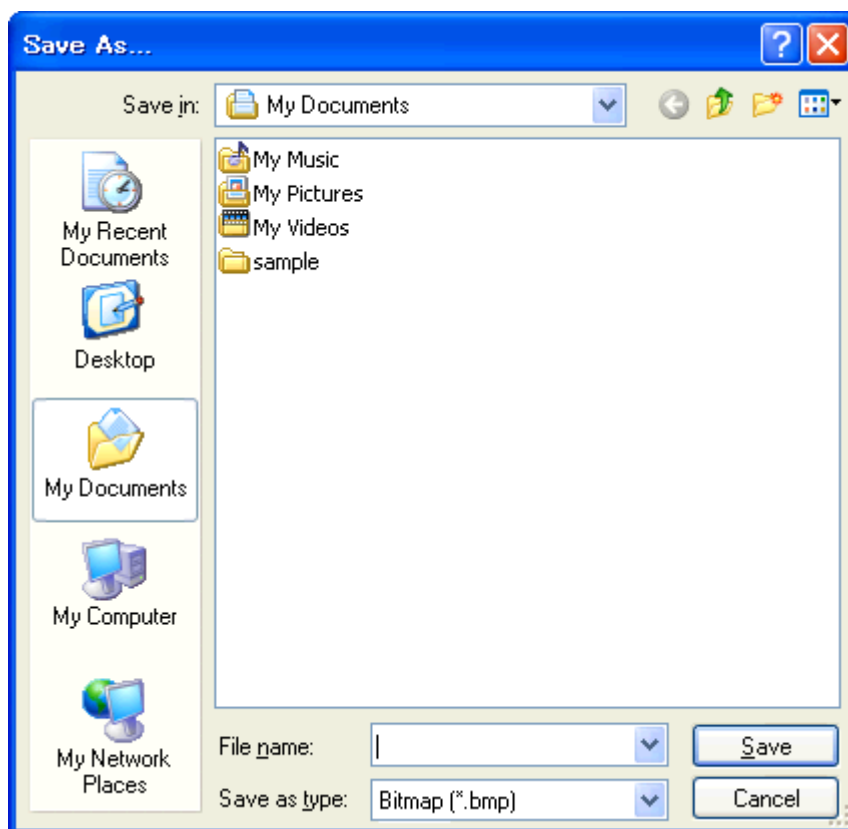 Save As...
?
Save in:
My Documents
My Recent
Documents
Desktop
My Documents
My Computer
My Network
Places
My Music
My Pictures
My Videos
sample
File name:
Save
Save as type:
Bitmap (*.bmp)
Cancel